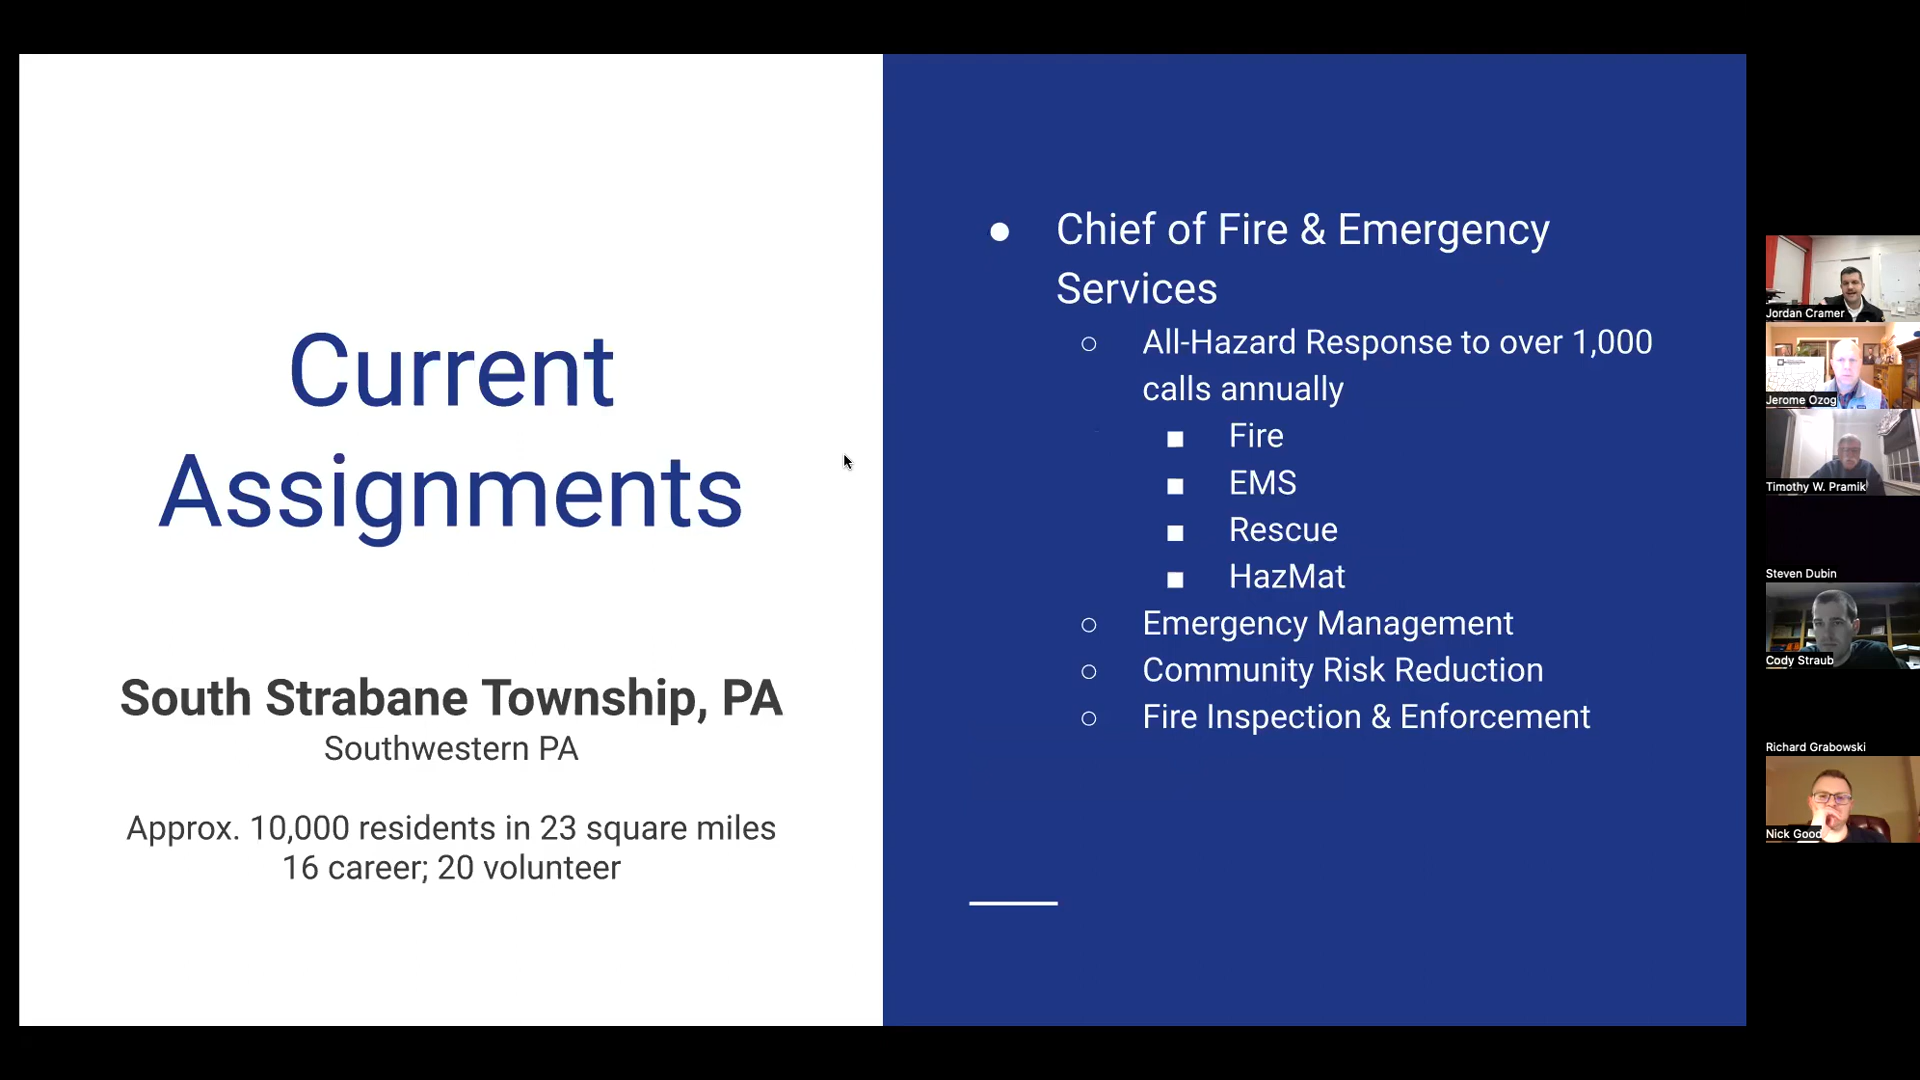 Current
Assignments
South Strabane Township, PA
Southwestern PA
Approx. 10,000 residents in 23 square miles
16 career; 20 volunteer
● Chief of Fire & Emergency
Services
○ All-Hazard Response to over 1,000
calls annually
■ Fire
■ EMS
■ Rescue
■ HazMat
○ Emergency Management
○ Community Risk Reduction
○ Fire Inspection & Enforcement
Jordan Cramer
Jerome Ozog
Timothy W. Pramik
Steven Dubin
Cody Straub
Richard Grabowski
Nick Good